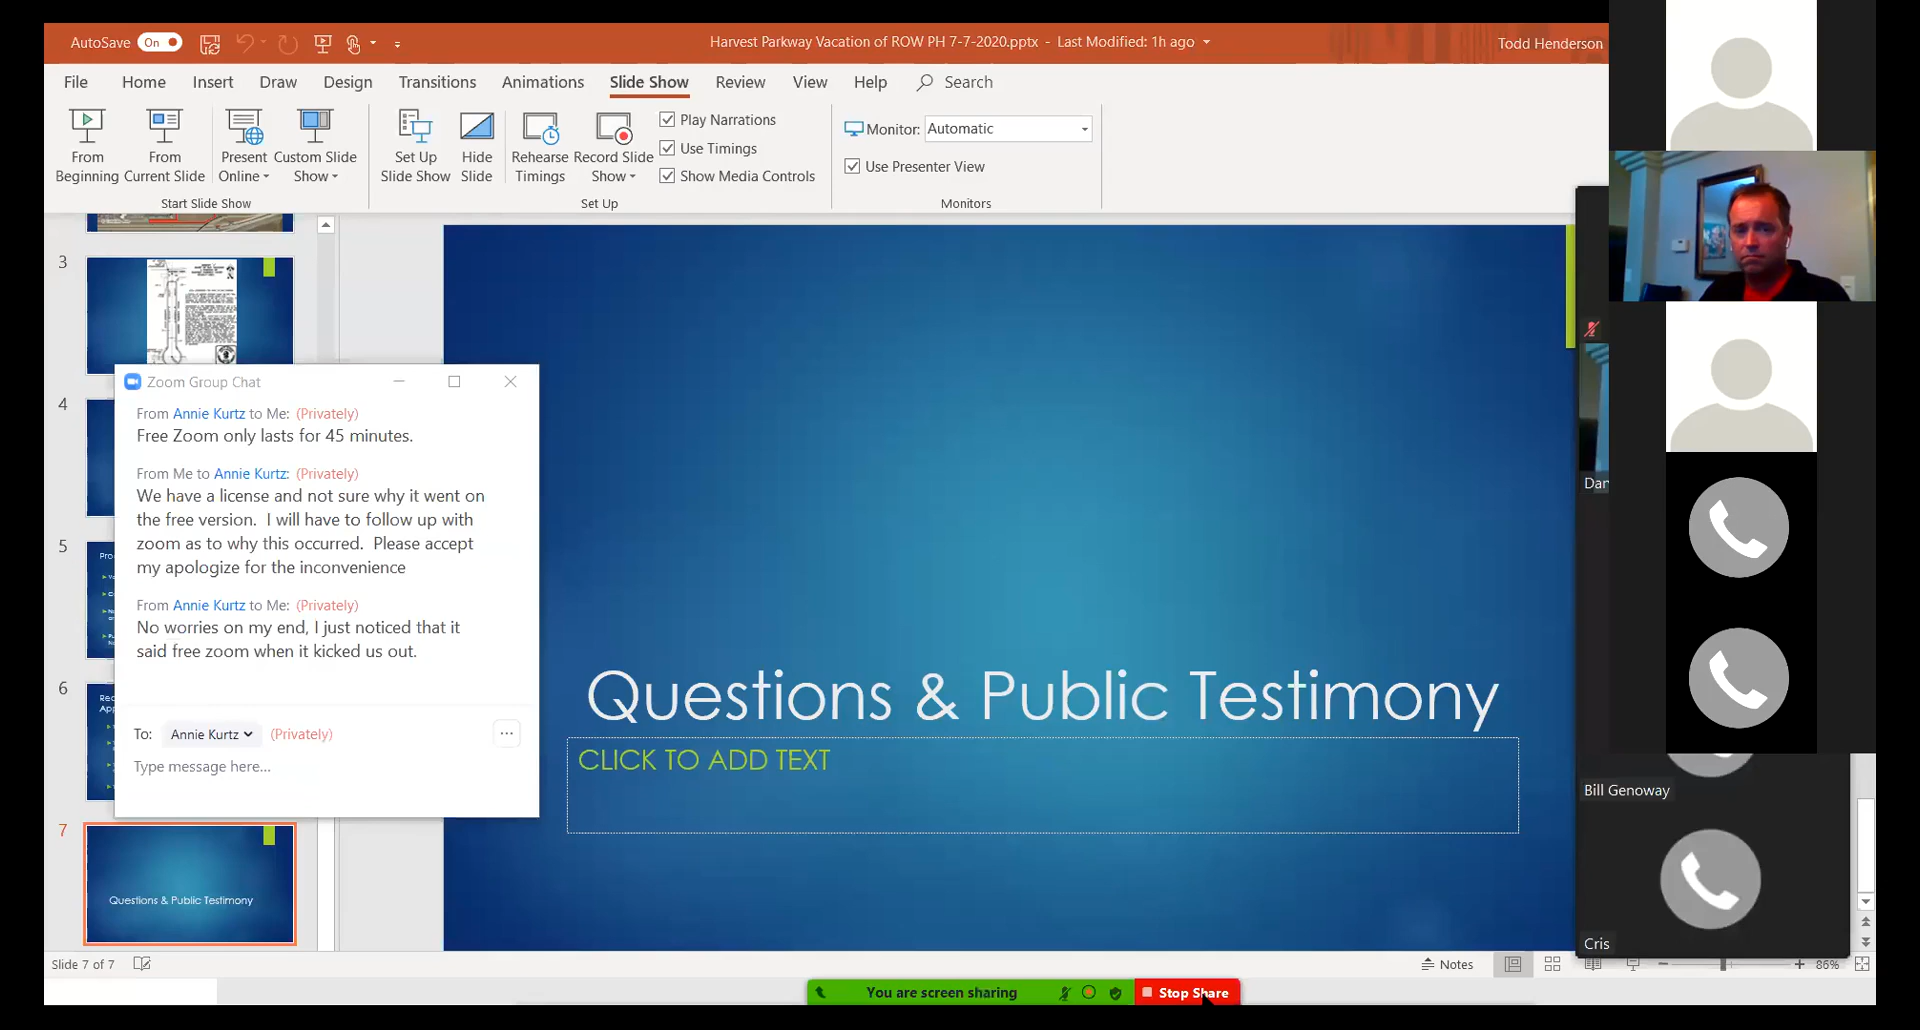 AutoSave On
Harvest Parkway Vacation of ROW PH 7-7-2020.pptx - Last Modified: 1h ago
Todd Henderson
File Home Insert Draw Design Transitions Animations Slide Show Review View Help Search
From Beginning
From Current Slide
Present Online
Custom Slide Show
Start Slide Show
Set Up Slide Show
Hide Slide
Rehearse Timings
Record Slide Show
Play Narrations
Use Timings
Show Media Controls
Set Up
Monitor: Automatic
Use Presenter View
Monitors
3
4
5
6
7
Zoom Group Chat
From Annie Kurtz to Me: (Privately)
Free Zoom only lasts for 45 minutes.
From Me to Annie Kurtz: (Privately)
We have a license and not sure why it went on
the free version. I will have to follow up with
zoom as to why this occurred. Please accept
my apologize for the inconvenience
From Annie Kurtz to Me: (Privately)
No worries on my end, I just noticed that it
said free zoom when it kicked us out.
To: Annie Kurtz (Privately)
...
Type message here...
Questions & Public Testimony
Questions & Public Testimony
CLICK TO ADD TEXT
Dan
Bill Genoway
Cris
Slide 7 of 7
Notes
86%
You are screen sharing
Stop Share